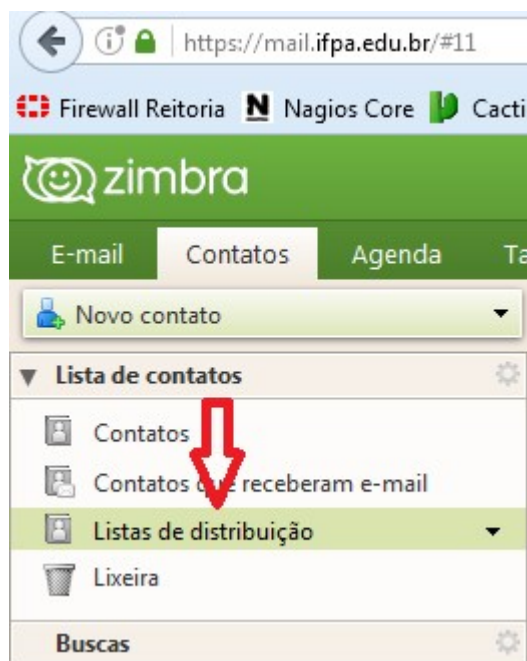 https://mail.ifpa.edu.br/#11
Firewall Reitoria N Nagios Core Cacti
zimbra
E-mail Contatos Agenda Ta
Novo contato
Lista de contatos
Contatos
Contatos que receberam e-mail
Listas de distribuição
Lixeira
Buscas